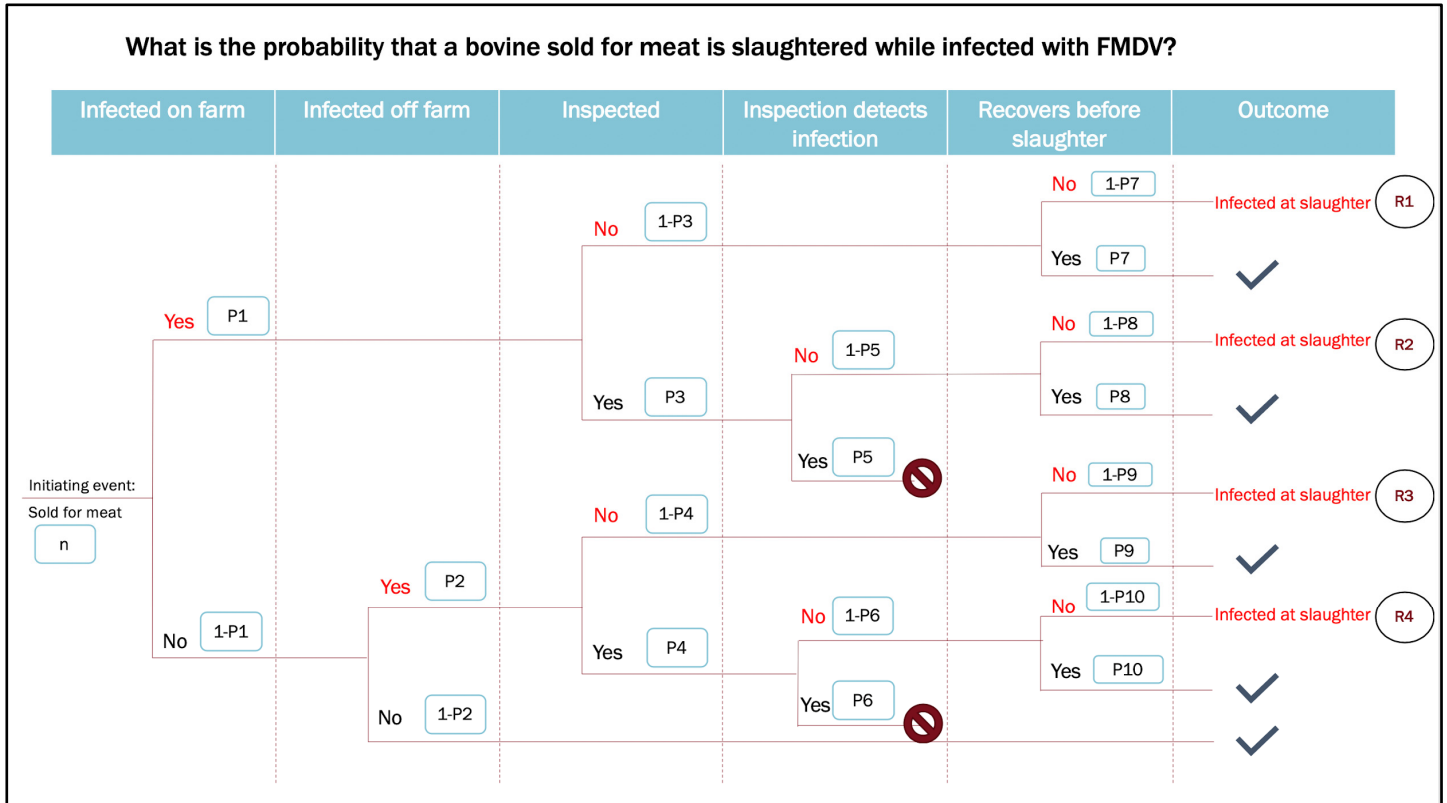 What is the probability that a bovine sold for meat is slaughtered while infected with FMDV?
Infected on farm
Infected off farm
Inspected
Inspection detects
infection
Recovers before
slaughter
Outcome
No 1-P7
Infected at slaughter R1
No 1-P3
Yes P7
Yes P1
No 1-P8
Infected at slaughter R2
No 1-P5
Yes P3
Yes P8
Yes P5
Initiating event:
Sold for meat
n
No 1-P9
Infected at slaughter R3
No 1-P4
Yes P9
Yes P2
No 1-P10
Infected at slaughter R4
No 1-P6
No 1-P1
Yes P4
Yes P10
Yes P6
No 1-P2